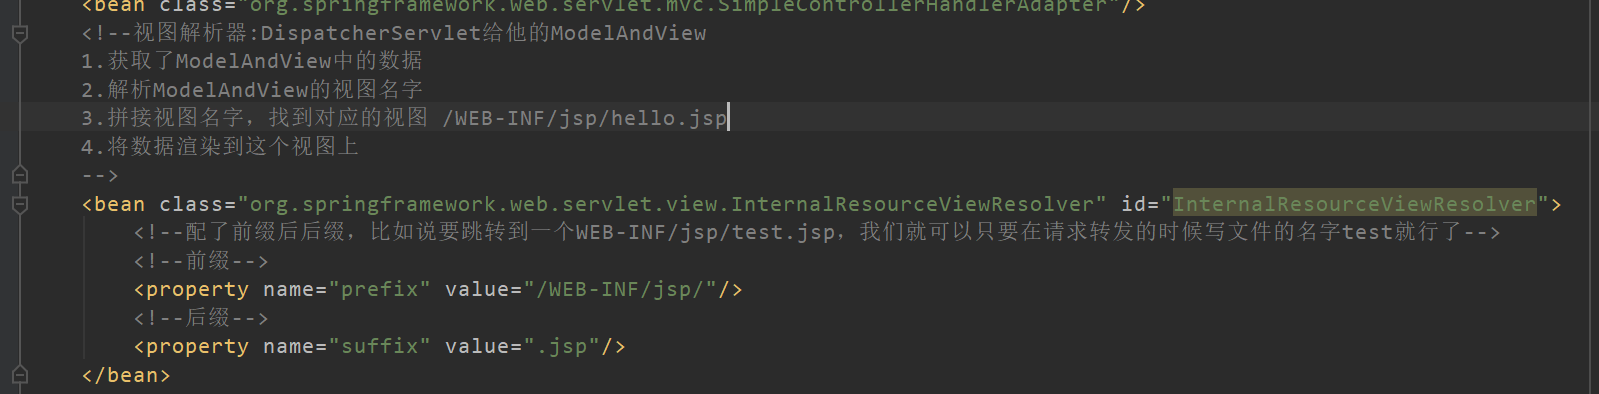 <bean class="org.springframework.web.servlet.mvc.SimpleControllerHandlerAdapter"/>
<!--视图解析器:DispatcherServlet给他的ModelAndView
1.获取了ModelAndView中的数据
2.解析ModelAndView的视图名字
3.拼接视图名字，找到对应的视图 /WEB-INF/jsp/hello.jsp
4.将数据渲染到这个视图上
-->
<bean class="org.springframework.web.servlet.view.InternalResourceViewResolver" id="InternalResourceViewResolver">
<!--配了前缀后后缀，比如说要跳转到一个WEB-INF/jsp/test.jsp，我们就可以只要在请求转发的时候写文件的名字test就行了-->
<!--前缀-->
<property name="prefix" value="/WEB-INF/jsp/"/>
<!--后缀-->
<property name="suffix" value=".jsp"/>
</bean>